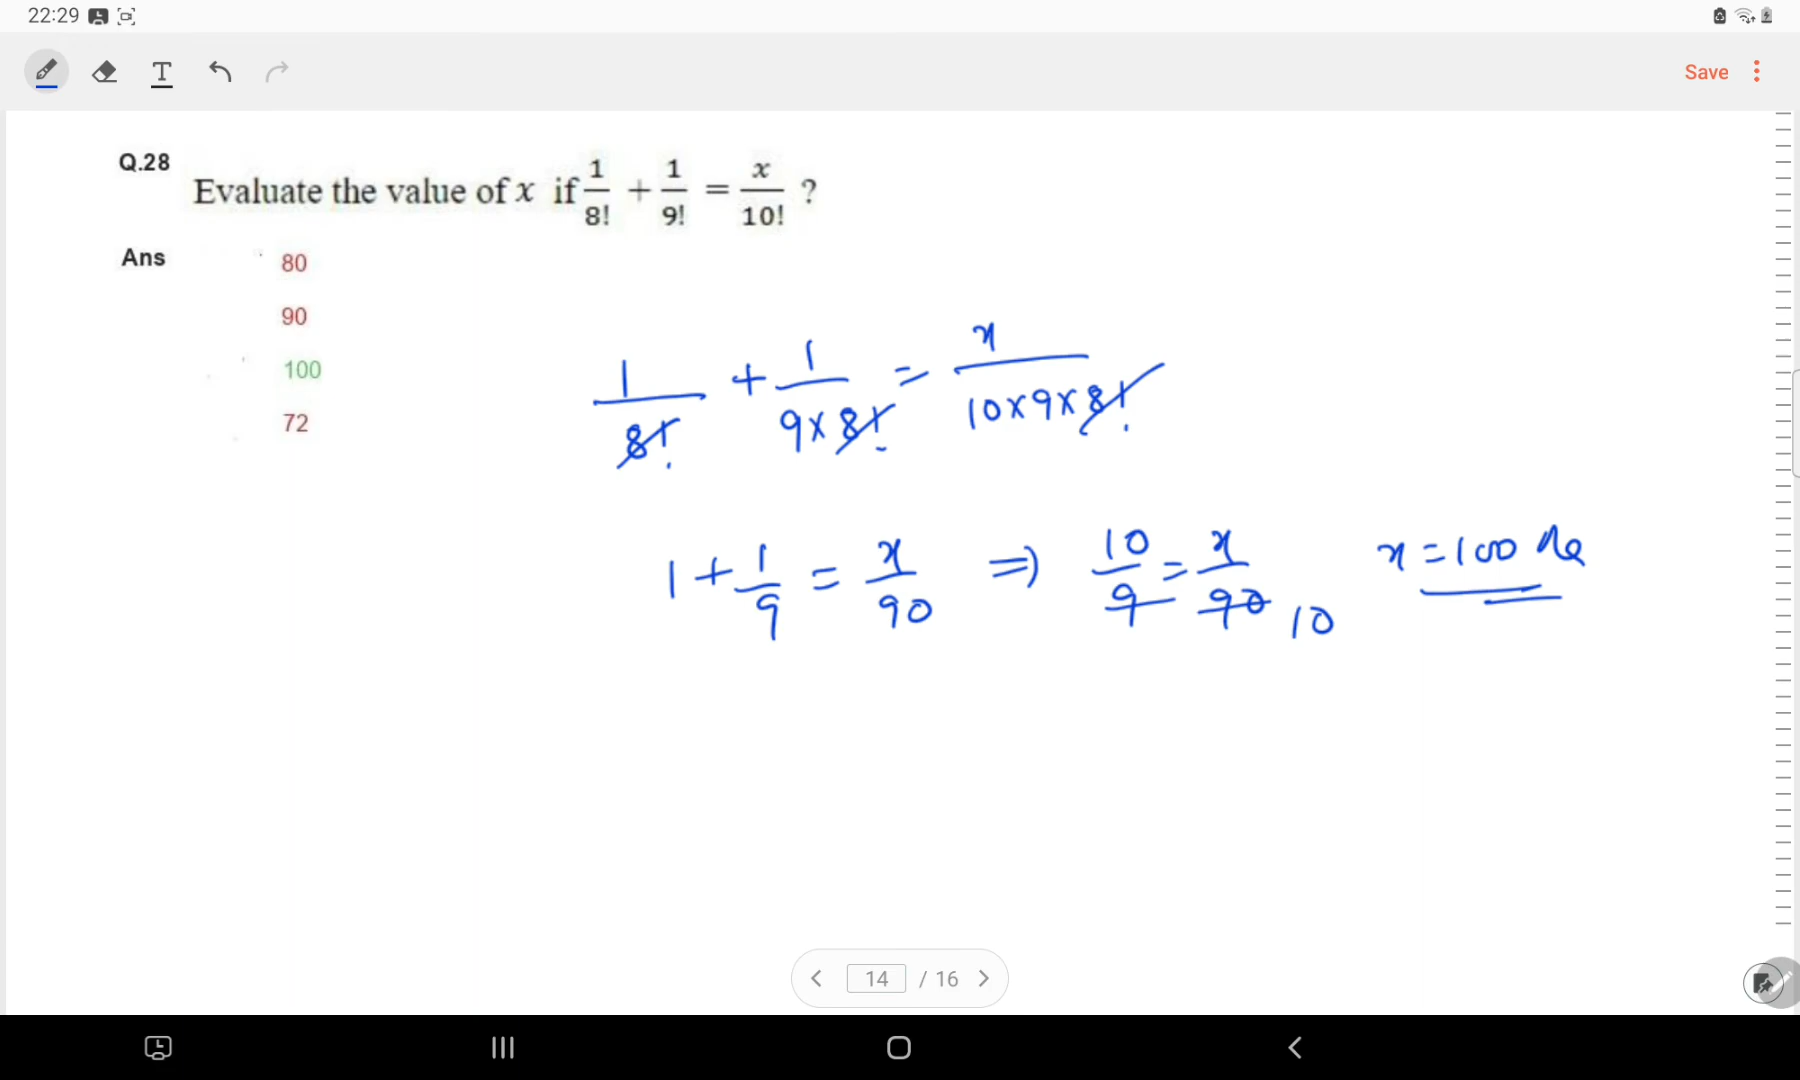 22:29
Save
Q.28
Evaluate the value of x if 1/8! + 1/9! = x/10! ?
Ans
80
90
100
72
1/8! + 1/(9×8!) = x/(10×9×8!)
1 + 1/9 = x/90 ⇒ 10/9 = x/90 10 x = 100
14 / 16